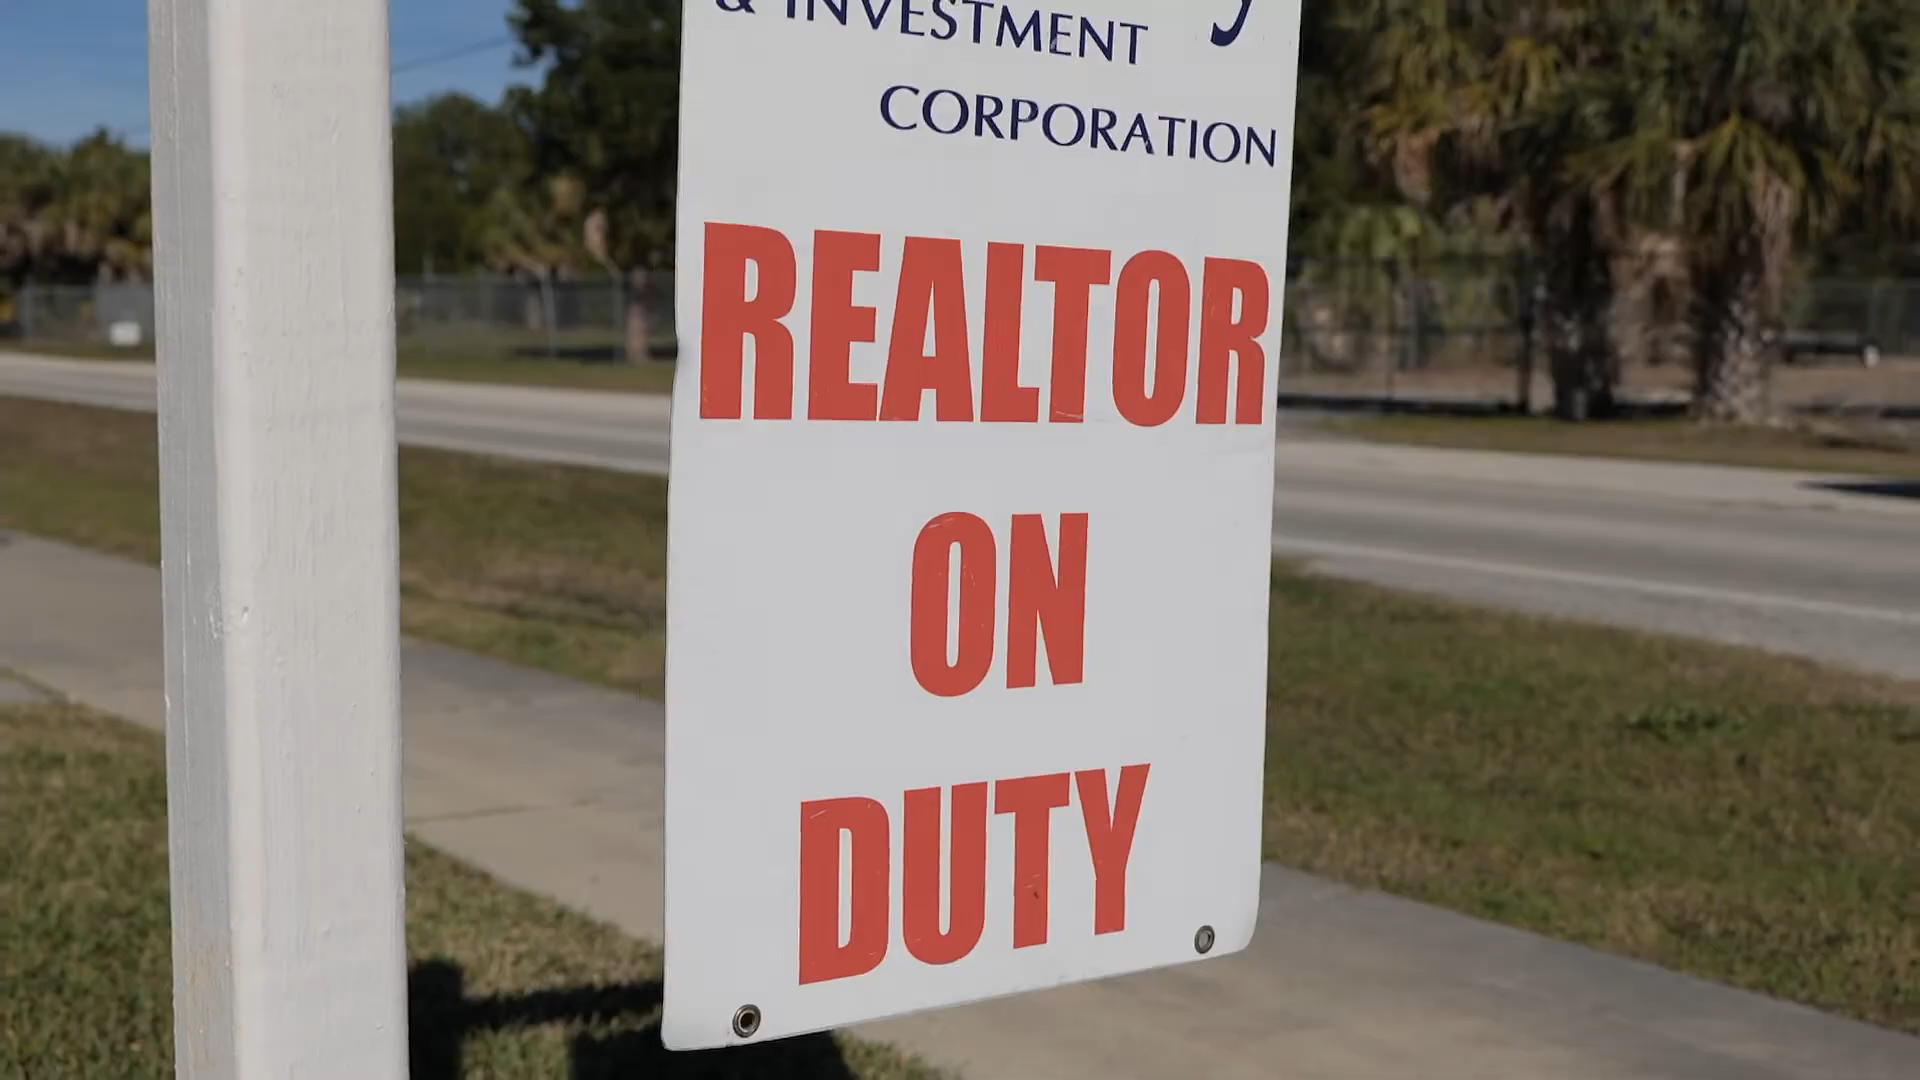 & INVESTMENT
CORPORATION
REALTOR
ON
DUTY